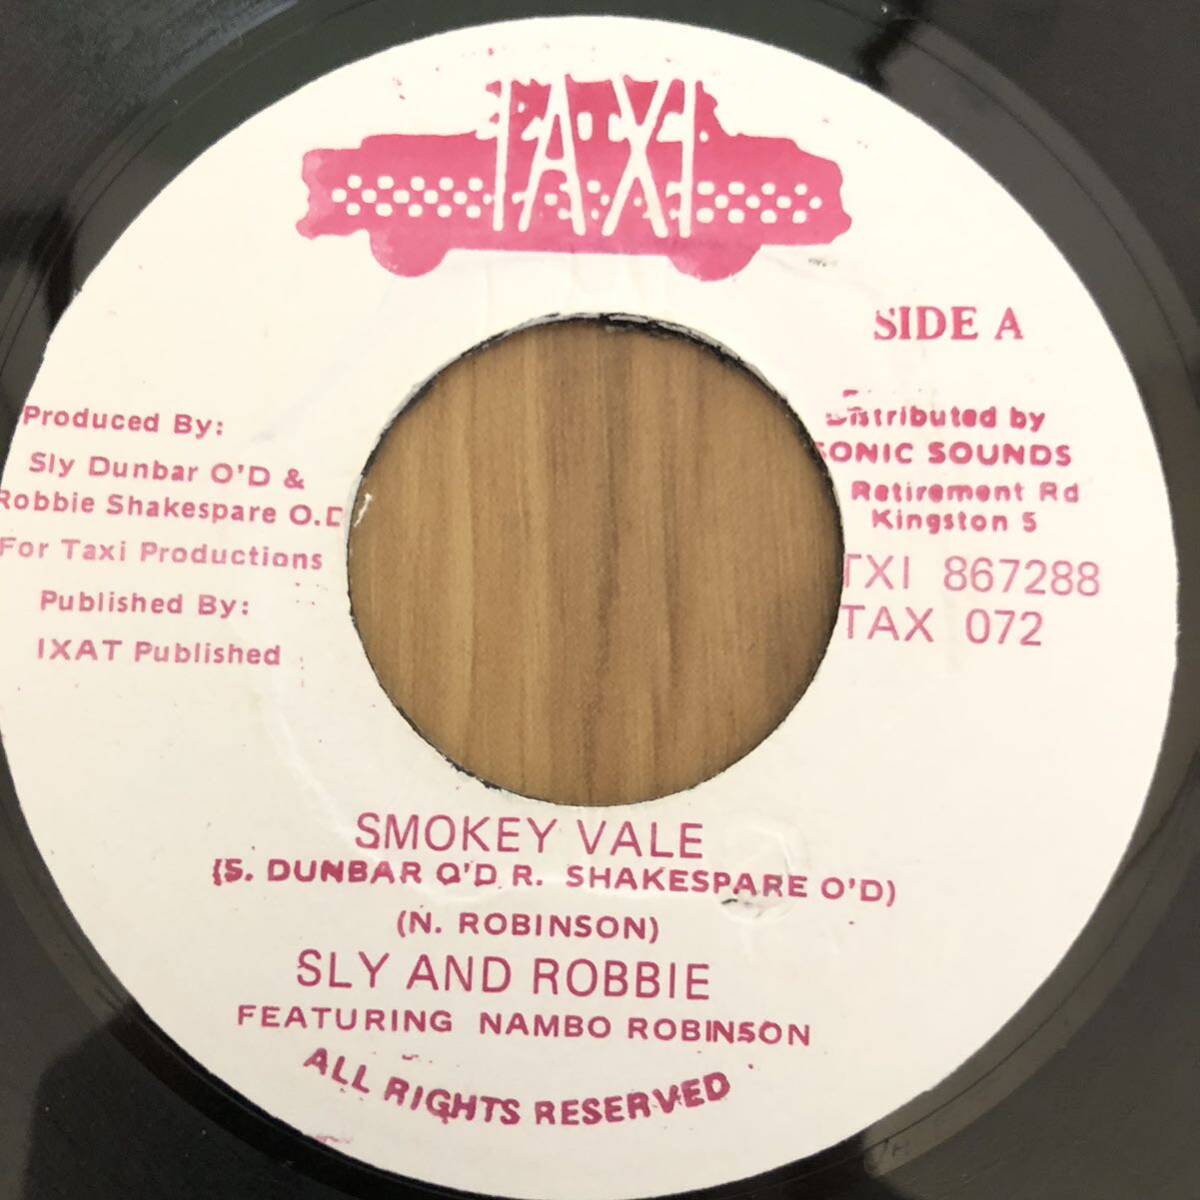 TAXI
SIDE A
Produced By:
Sly Dunbar O'D &
Robbie Shakespare O.D
For Taxi Productions
Published By:
IXAT Published
Distributed by
SONIC SOUNDS
Retirement Rd
Kingston 5
TXI 867288
TAX 072
SMOKEY VALE
(S. DUNBAR O'D R. SHAKESPARE O'D)
(N. ROBINSON)
SLY AND ROBBIE
FEATURING NAMBO ROBINSON
ALL RIGHTS RESERVED